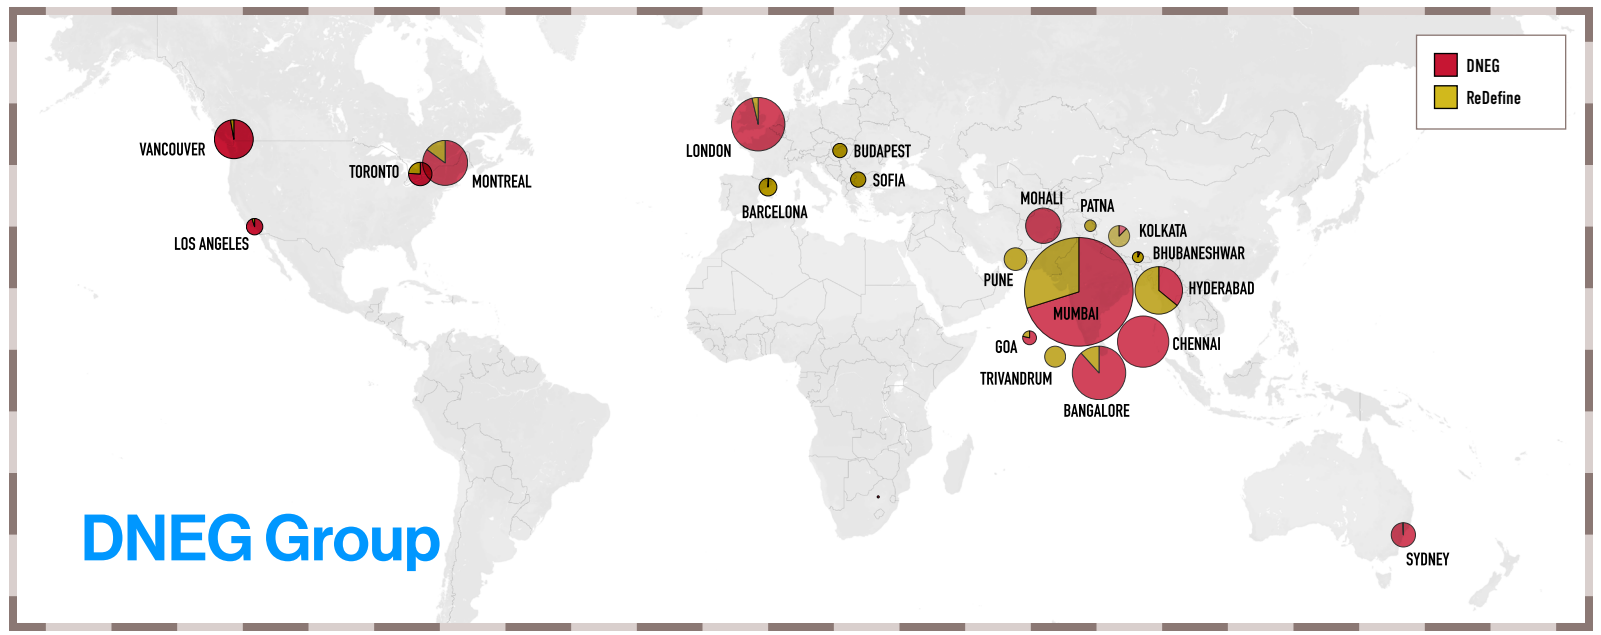 DNEG
ReDefine
VANCOUVER
TORONTO
MONTREAL
LOS ANGELES
LONDON
BUDAPEST
SOFIA
BARCELONA
MOHALI
PATNA
KOLKATA
BHUBANESHWAR
PUNE
HYDERABAD
MUMBAI
GOA
CHENNAI
TRIVANDRUM
BANGALORE
SYDNEY
DNEG Group